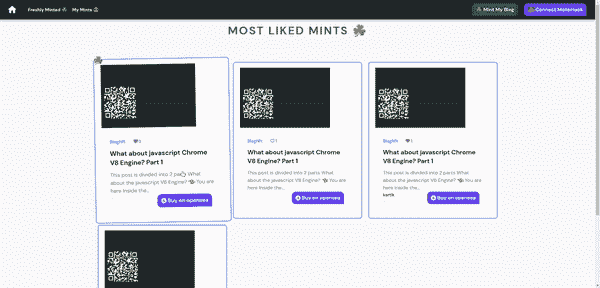 Freshly Minted
My Mints
Mint My Blog
Connect Metamask
MOST LIKED MINTS
BlogNft
What about javascript Chrome
V8 Engine? Part 1
This post is divided into 2 parts What
about the javascript V8 Engine? You are
here inside the...
Buy on opensea
BlogNft
What about javascript Chrome
V8 Engine? Part 1
This post is divided into 2 parts What
about the javascript V8 Engine? You are
here inside the...
Buy on opensea
BlogNft
What about javascript Chrome
V8 Engine? Part 1
This post is divided into 2 parts What
about the javascript V8 Engine? You are
here inside the...
kartik
Buy on opensea